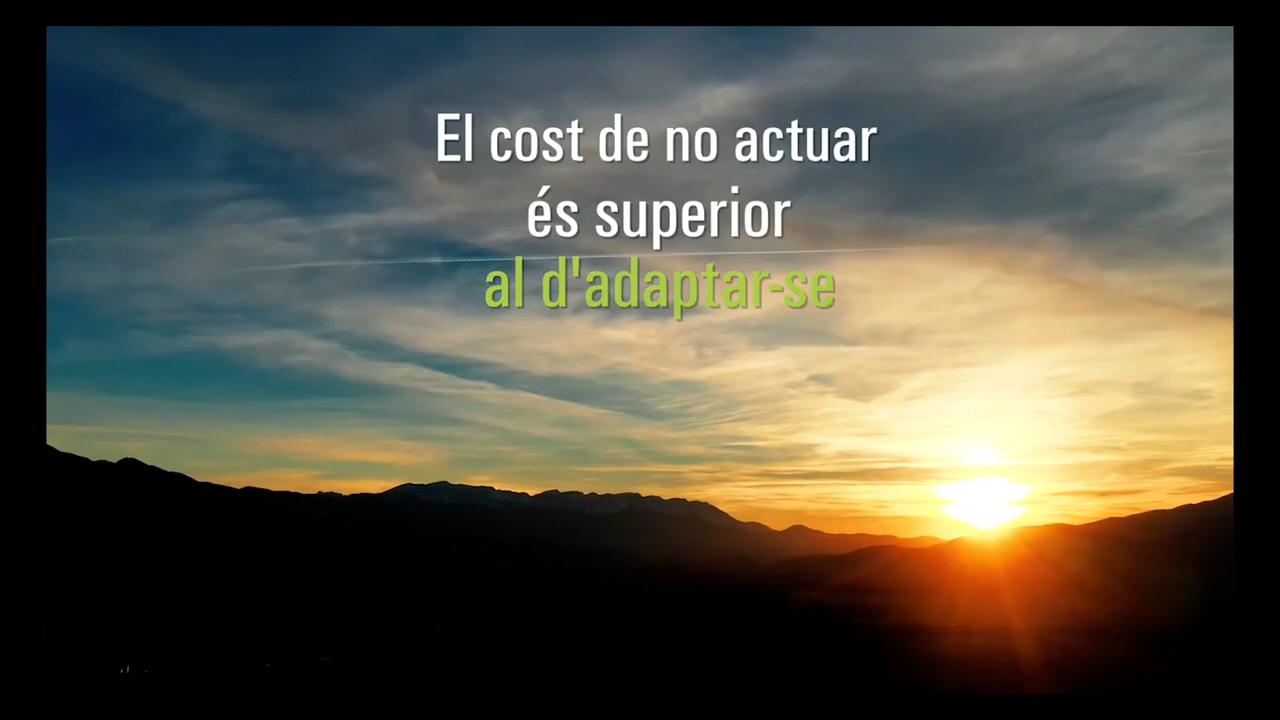 El cost de no actuar
és superior
al d'adaptar-se